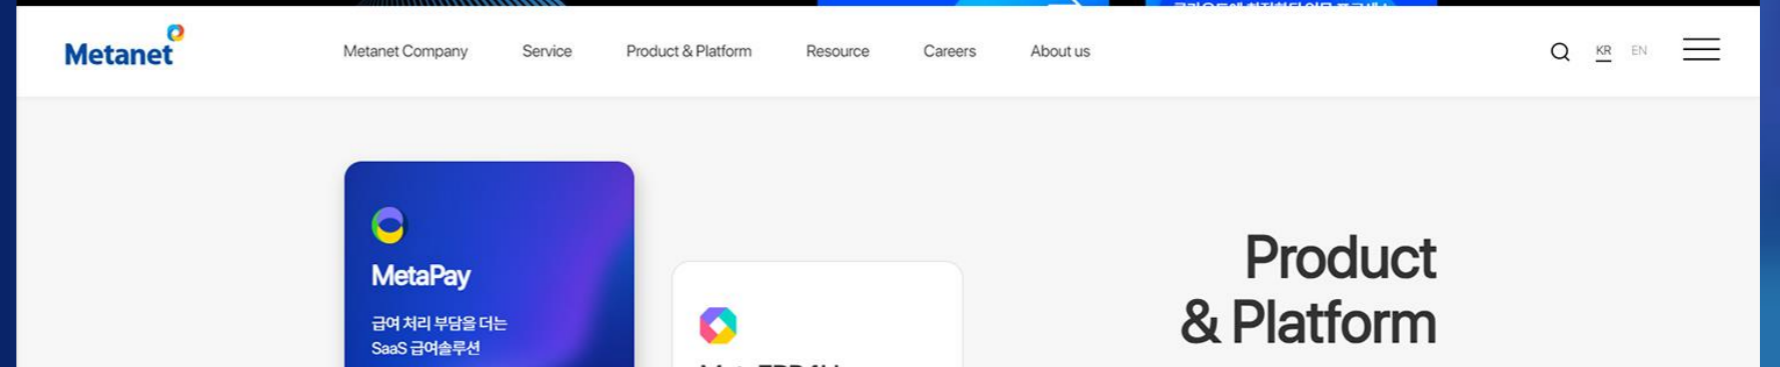 Metanet
Metanet Company
Service
Product & Platform
Resource
Careers
About us
KR
EN
MetaPay
급여 처리 부담을 더는
SaaS 급여솔루션
Product
& Platform